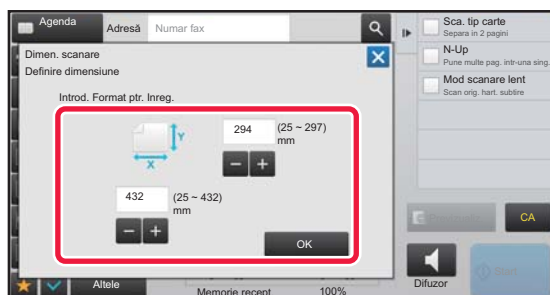 Agenda
Adresă
Numar fax
Dimen. scanare
Definire dimensiune
Introd. Format ptr. Inreg.
Y
X
294
(25 ~ 297)
mm
432
(25 ~ 432)
mm
OK
Altele
Memorie recept
100%
Sca. tip carte
Separa in 2 pagini
N-Up
Pune multe pag. intr-una sing.
Mod scanare lent
Scan orig. hart. subtire
CA
Difuzor
Start